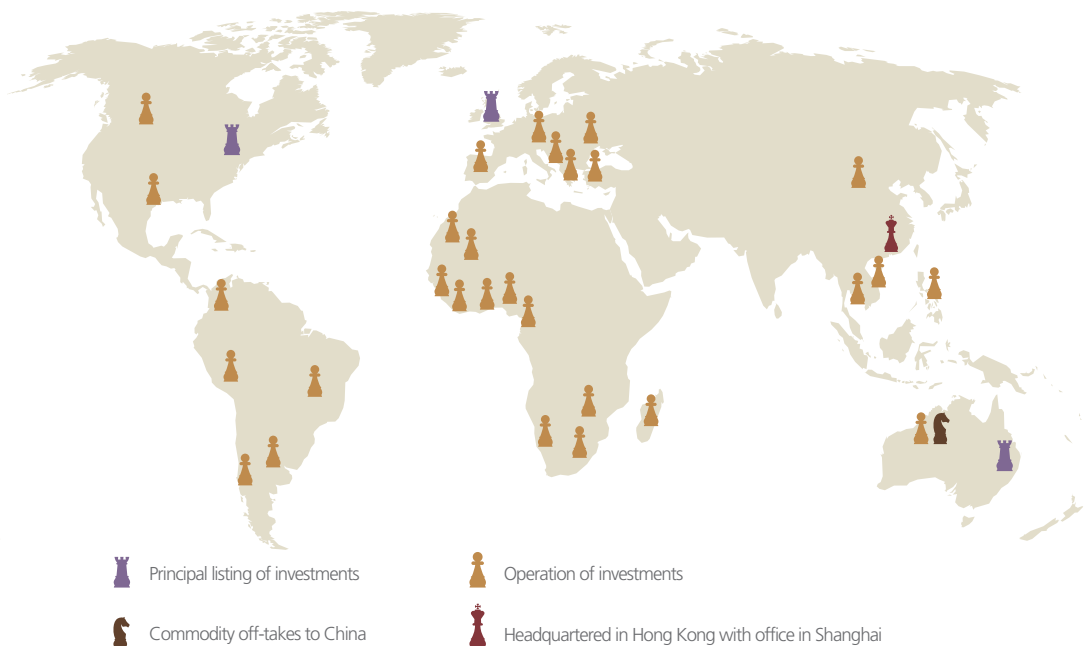 Principal listing of investments
Operation of investments
Commodity off-takes to China
Headquartered in Hong Kong with office in Shanghai